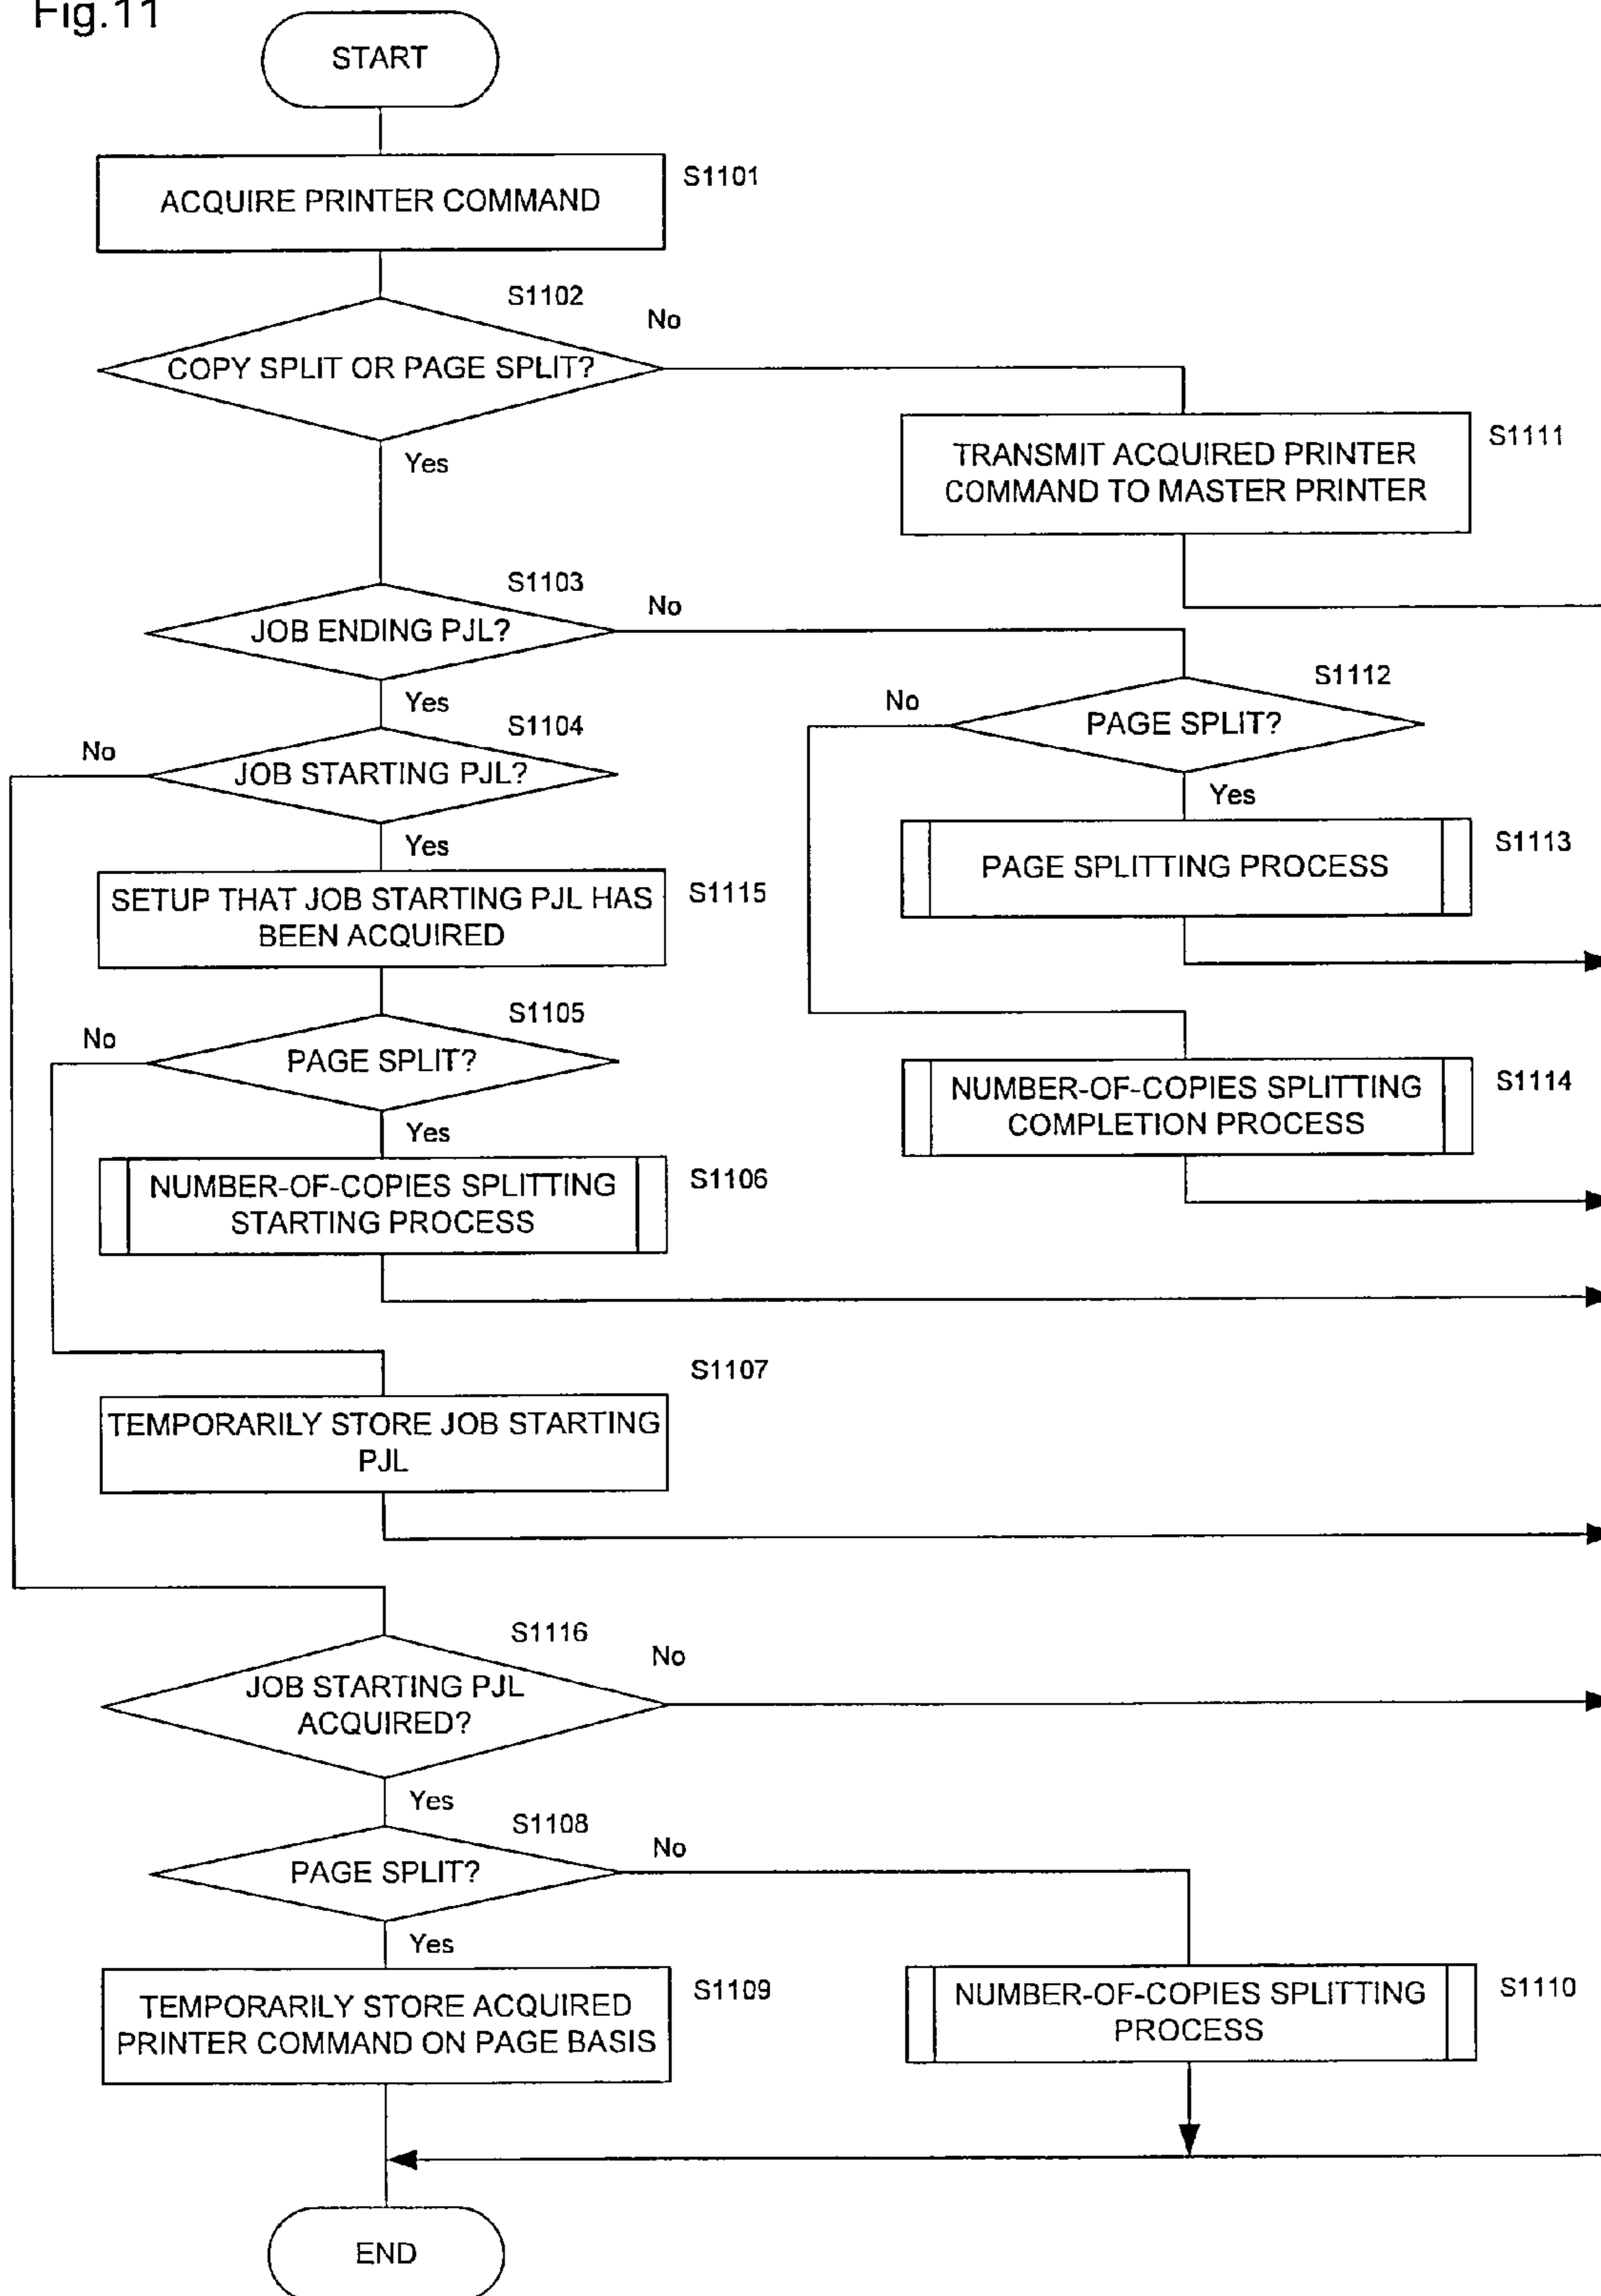 Fig.11
START
ACQUIRE PRINTER COMMAND
S1101
S1102
COPY SPLIT OR PAGE SPLIT?
No
Yes
TRANSMIT ACQUIRED PRINTER
COMMAND TO MASTER PRINTER
S1111
S1103
JOB ENDING PJL?
No
Yes
S1112
PAGE SPLIT?
No
Yes
S1104
JOB STARTING PJL?
No
Yes
PAGE SPLITTING PROCESS
S1113
SETUP THAT JOB STARTING PJL HAS
BEEN ACQUIRED
S1115
S1105
PAGE SPLIT?
No
Yes
NUMBER-OF-COPIES SPLITTING
COMPLETION PROCESS
S1114
NUMBER-OF-COPIES SPLITTING
STARTING PROCESS
S1106
S1107
TEMPORARILY STORE JOB STARTING
PJL
S1116
JOB STARTING PJL
ACQUIRED?
No
Yes
S1108
PAGE SPLIT?
No
Yes
TEMPORARILY STORE ACQUIRED
PRINTER COMMAND ON PAGE BASIS
S1109
NUMBER-OF-COPIES SPLITTING
PROCESS
S1110
END